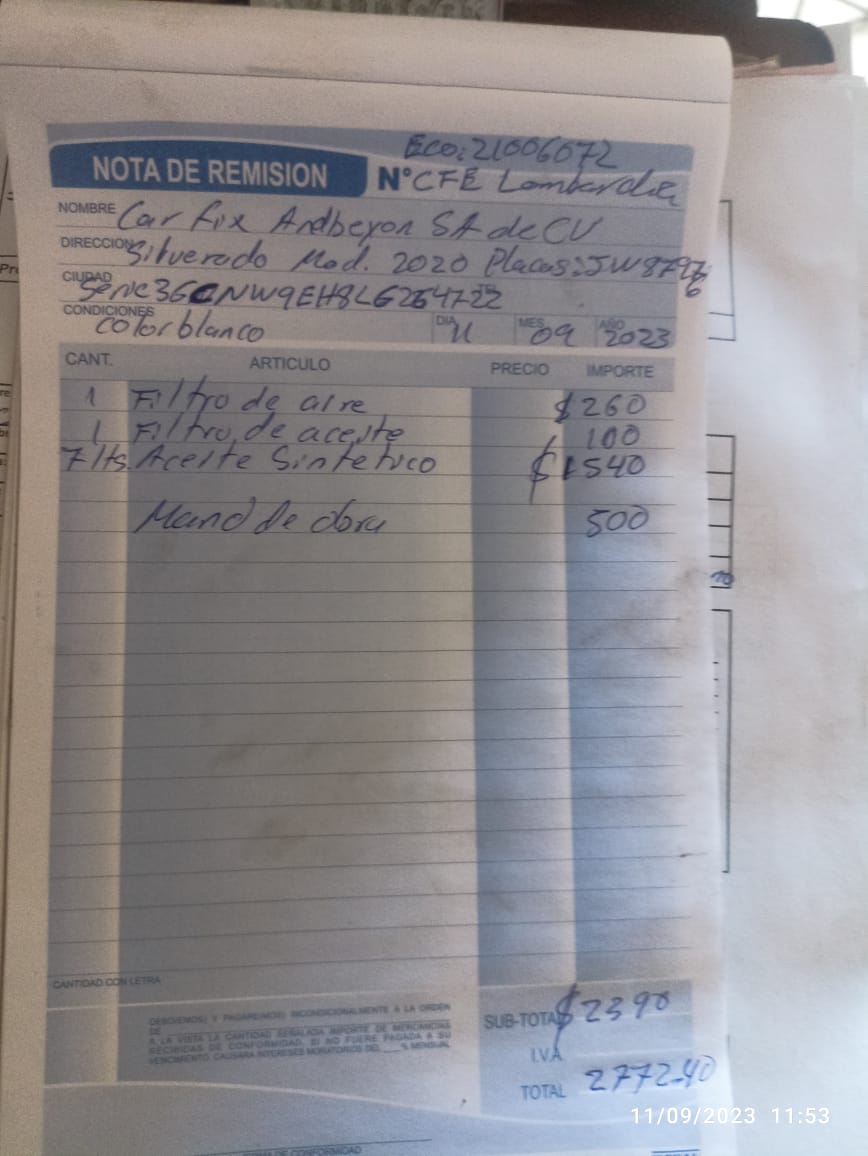 Eco: 21006072
NOTA DE REMISION
N° CFE Lombardia
NOMBRE Car fix Andbeyon SA de CV
DIRECCION Silverado Mod. 2020 Placas: JW87976
CIUDAD Serie 3GCNW9EH8LG264722
CONDICIONES color blanco DIA 11 MES 09 AÑO 2023
CANT. ARTICULO PRECIO IMPORTE
1 Filtro de aire $260
1 Filtro de aceite 100
7 lts. Aceite Sintetico $1540
Mano de obra 500
CANTIDAD CON LETRA
DEBO(EMOS) Y PAGARE(MOS) INCONDICIONALMENTE A LA ORDEN
DE
A LA VISTA LA CANTIDAD SEÑALADA IMPORTE DE MERCANCIAS
RECIBIDAS DE CONFORMIDAD, SI NO FUERE PAGADA A SU
VENCIMIENTO, CAUSARA INTERESES MORATORIOS DEL ___% MENSUAL
SUB-TOTAL $2390
I.V.A
TOTAL 2772.40
11/09/2023 11:53
FIRMA DE CONFORMIDAD